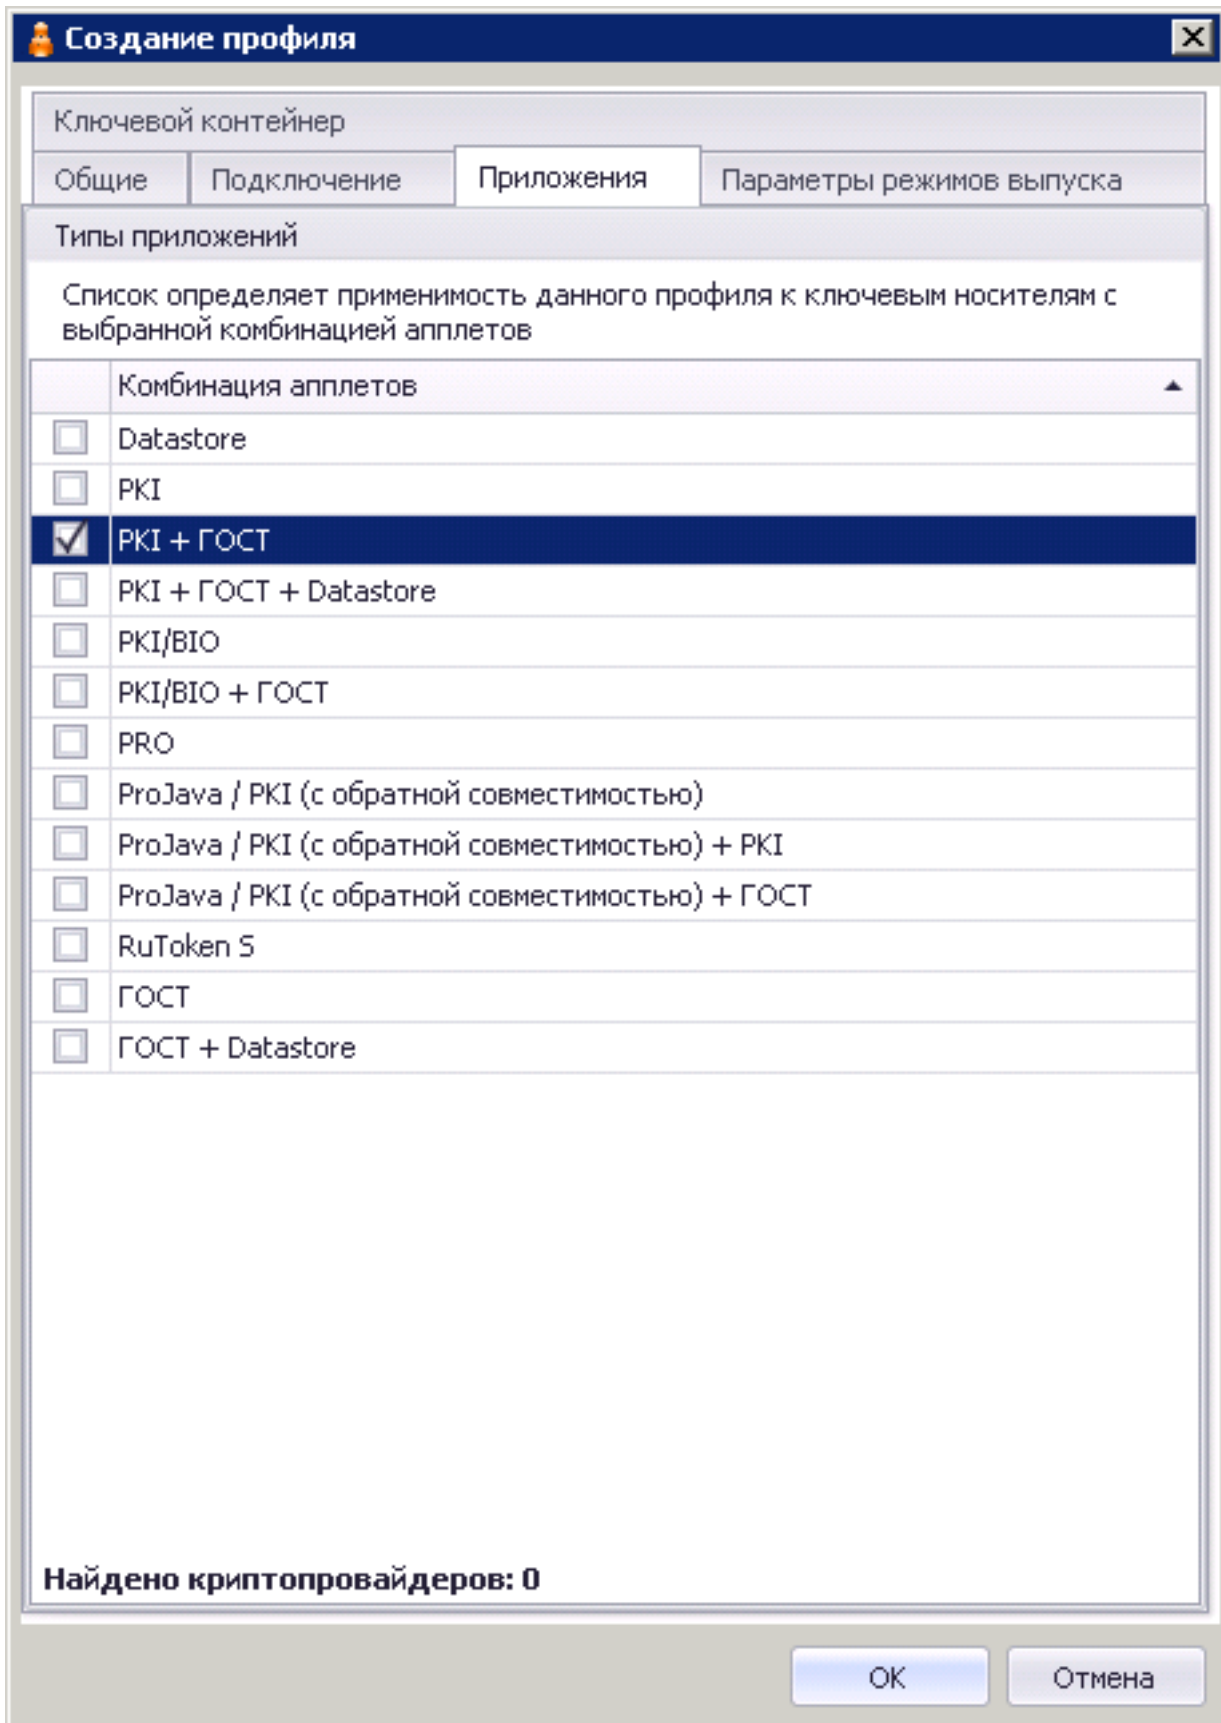 Создание профиля
Ключевой контейнер
Общие
Подключение
Приложения
Параметры режимов выпуска
Типы приложений
Список определяет применимость данного профиля к ключевым носителям с
выбранной комбинацией апплетов
Комбинация апплетов
Datastore
PKI
PKI + ГОСТ
PKI + ГОСТ + Datastore
PKI/BIO
PKI/BIO + ГОСТ
PRO
ProJava / PKI (с обратной совместимостью)
ProJava / PKI (с обратной совместимостью) + PKI
ProJava / PKI (с обратной совместимостью) + ГОСТ
RuToken S
ГОСТ
ГОСТ + Datastore
Найдено криптопровайдеров: 0
OK
Отмена